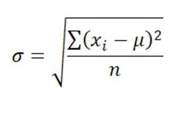 σ = √(∑(xᵢ − μ)² / n)